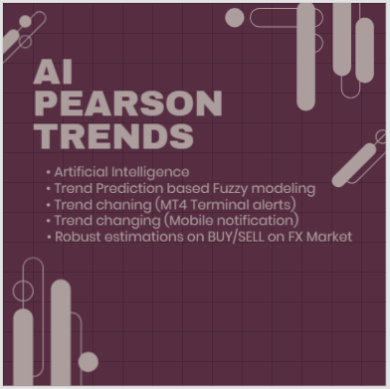 AI
PEARSON
TRENDS
• Artificial Intelligence
• Trend Prediction based Fuzzy modeling
• Trend chaning (MT4 Terminal alerts)
• Trend changing (Mobile notification)
• Robust estimations on BUY/SELL on FX Market